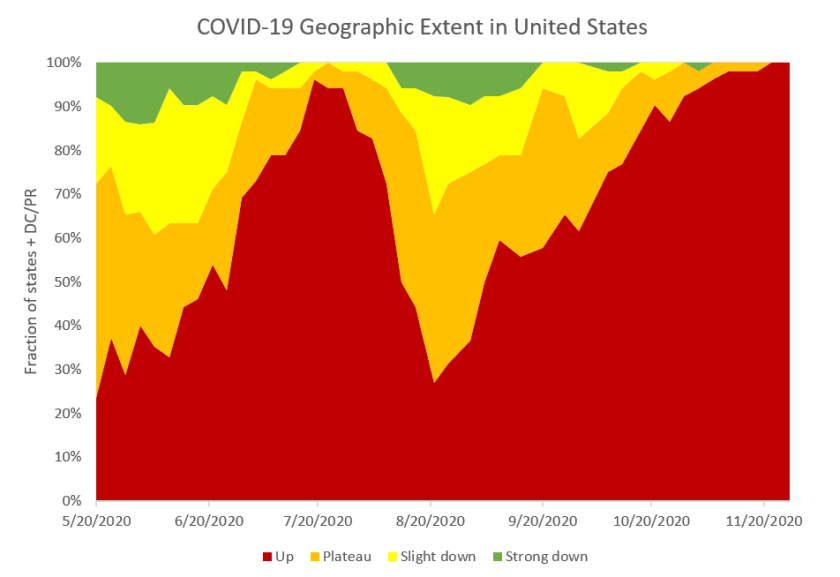 COVID-19 Geographic Extent in United States
Fraction of states + DC/PR
100%
90%
80%
70%
60%
50%
40%
30%
20%
10%
0%
5/20/2020 6/20/2020 7/20/2020 8/20/2020 9/20/2020 10/20/2020 11/20/2020
Up Plateau Slight down Strong down